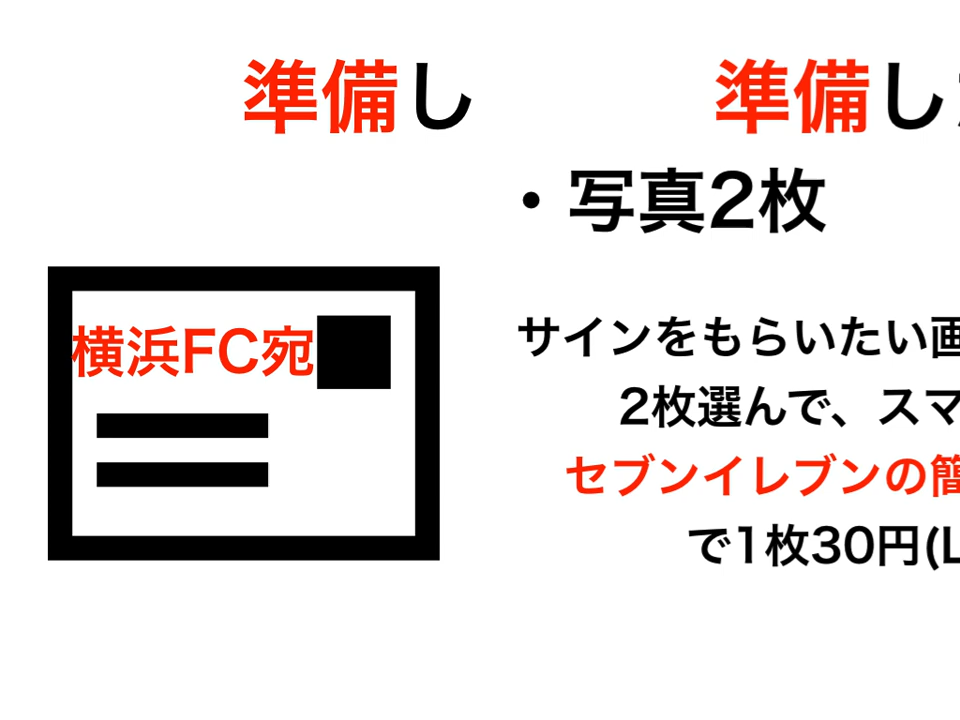 準備し
横浜FC宛
準備し
・写真2枚
サインをもらいたい画
2枚選んで、スマ
セブンイレブンの簡
で1枚30円(L